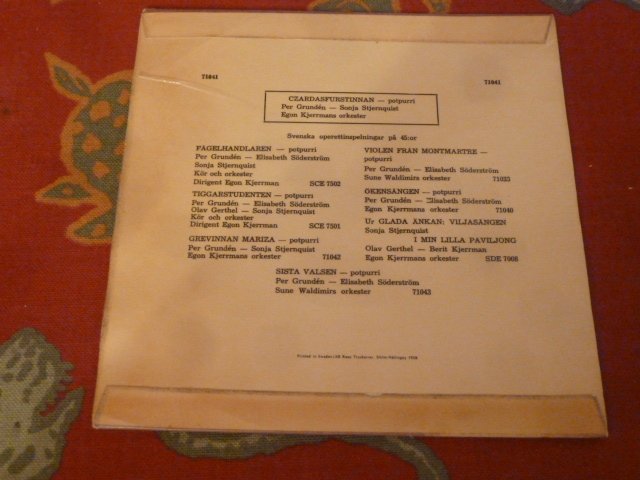 71041
71041
CZARDASFURSTINNAN — potpurri
Per Grundén — Sonja Stjernquist
Egon Kjerrmans orkester
Svenska operettinspelningar på 45:or
FÅGELHANDLAREN — potpurri
Per Grundén — Elisabeth Söderström
Sonja Stjernquist
Kör och orkester
Dirigent Egon Kjerrman SCE 7502
TIGGARSTUDENTEN — potpurri
Per Grundén — Elisabeth Söderström
Olav Gerthel — Sonja Stjernquist
Kör och orkester
Dirigent Egon Kjerrman SCE 7501
GREVINNAN MARIZA — potpurri
Per Grundén — Sonja Stjernquist
Egon Kjerrmans orkester 71042
VIOLEN FRÅN MONTMARTRE —
potpurri
Per Grundén — Elisabeth Söderström
Sune Waldimirs orkester 71035
ÖKENSÅNGEN — potpurri
Per Grundén — Elisabeth Söderström
Egon Kjerrmans orkester 71040
Ur GLADA ÄNKAN: VILJASÅNGEN
Sonja Stjernquist
I MIN LILLA PAVILJONG
Olav Gerthel — Berit Kjerrman
Egon Kjerrmans orkester SDE 7008
SISTA VALSEN — potpurri
Per Grundén — Elisabeth Söderström
Sune Waldimirs orkester 71043
Printed in Sweden